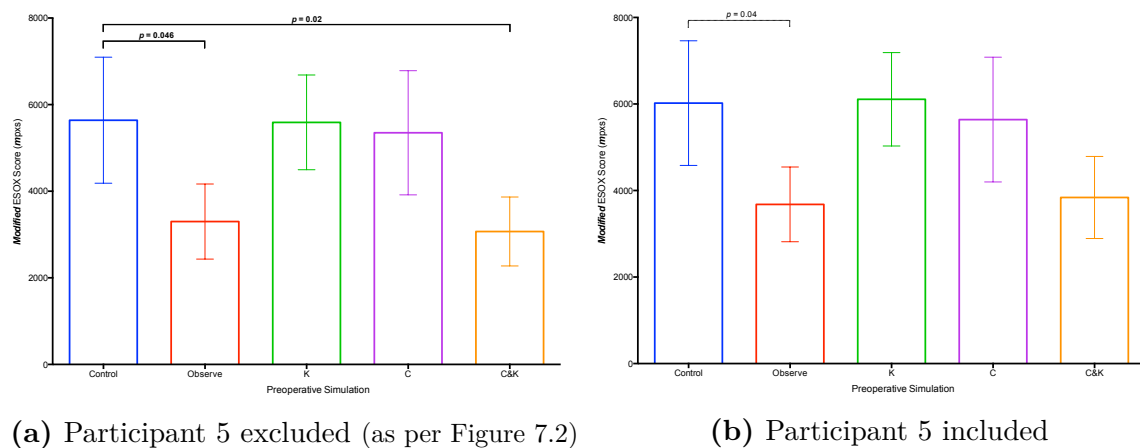 8000
6000
4000
2000
0
Modified ESOX Score (mpxs)
p = 0.02
p = 0.046
Control
Observe
K
C
C&K
Preoperative Simulation
(a) Participant 5 excluded (as per Figure 7.2)
8000
6000
4000
2000
0
Modified ESOX Score (mpxs)
p = 0.04
Control
Observe
K
C
C&K
Preoperative Simulation
(b) Participant 5 included